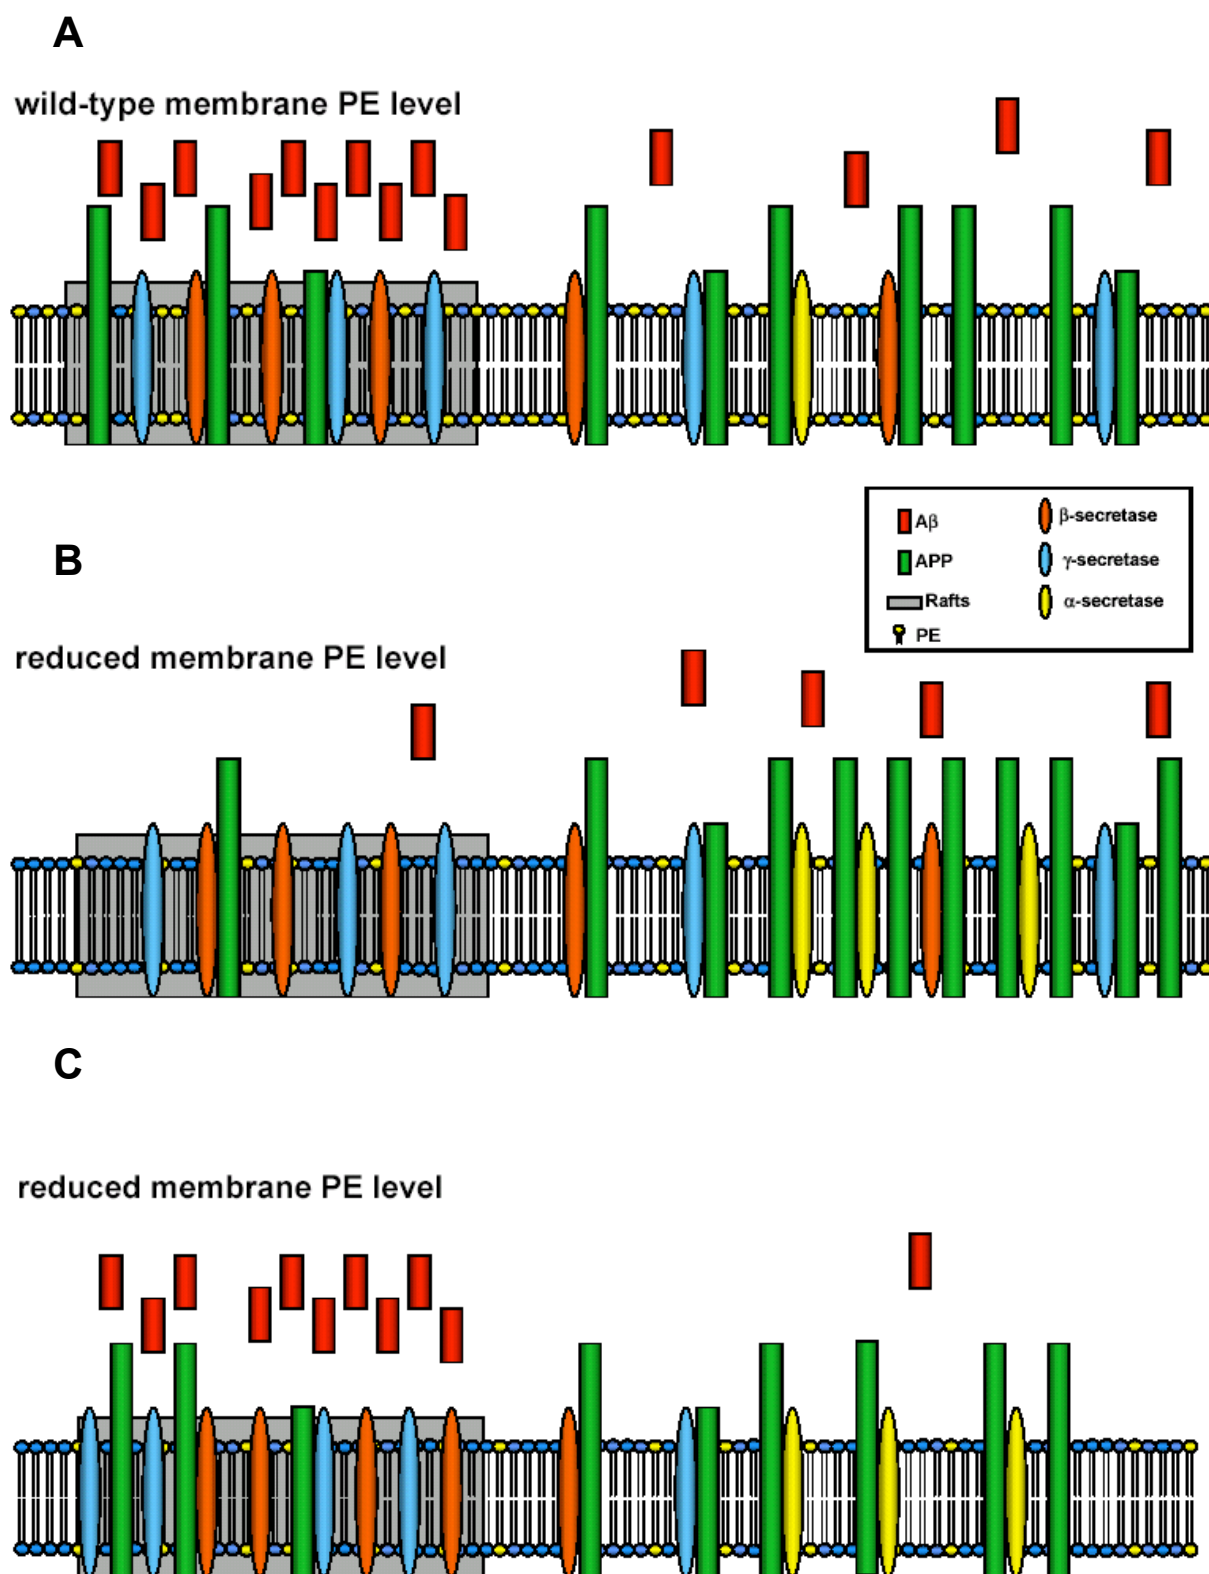 A
wild-type membrane PE level
Aβ
β-secretase
APP
γ-secretase
Rafts
α-secretase
PE
B
reduced membrane PE level
C
reduced membrane PE level